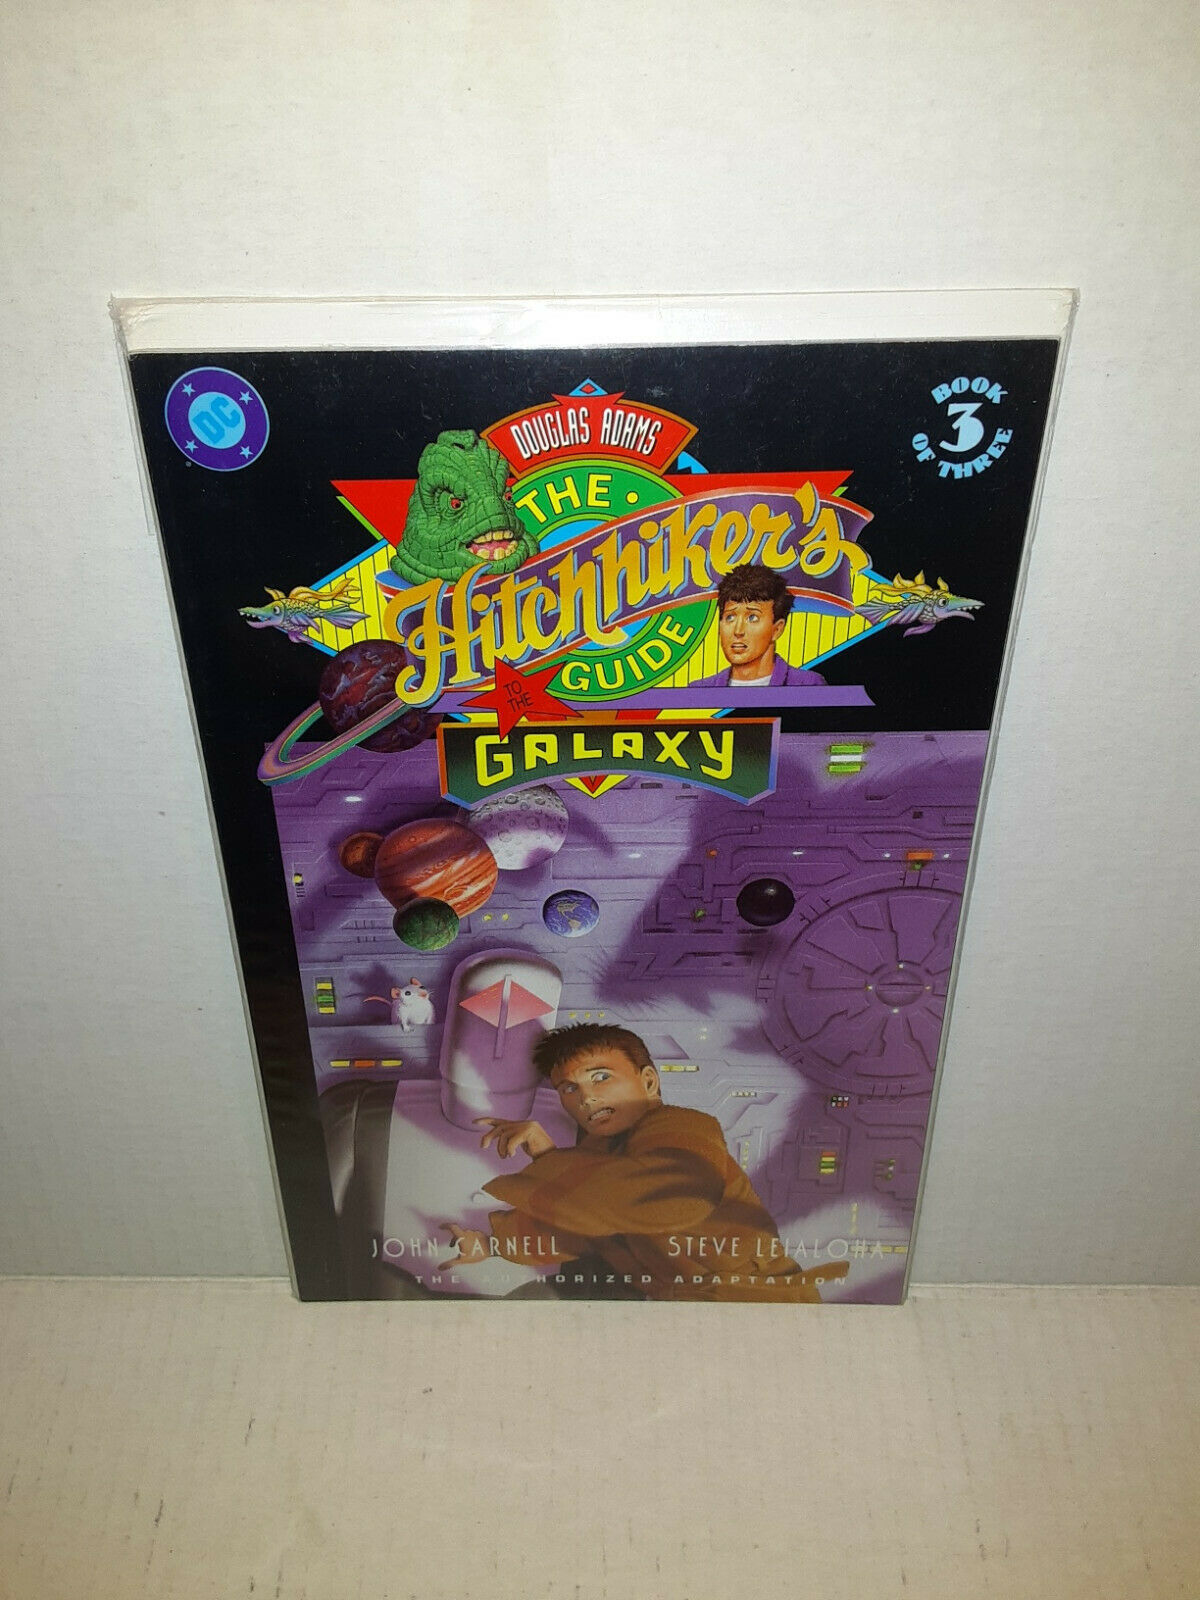 DC
BOOK
3
OF THREE
DOUGLAS ADAMS
THE
Hitchhiker's
GUIDE
TO THE
GALAXY
JOHN CARNELL STEVE LEIALOHA
THE AUTHORIZED ADAPTATION